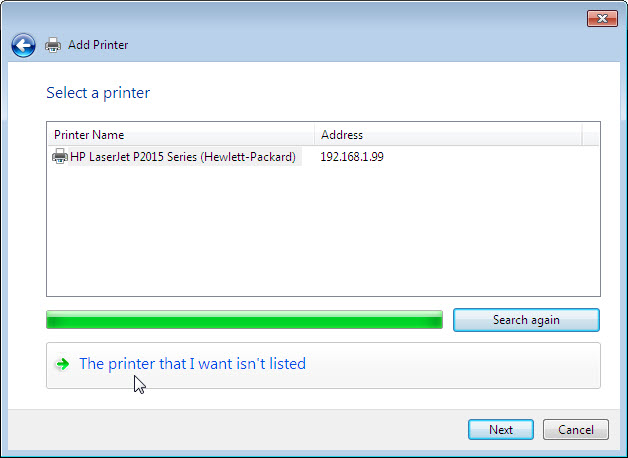 Add Printer
Select a printer
Printer Name Address
HP LaserJet P2015 Series (Hewlett-Packard) 192.168.1.99
Search again
The printer that I want isn't listed
Next Cancel